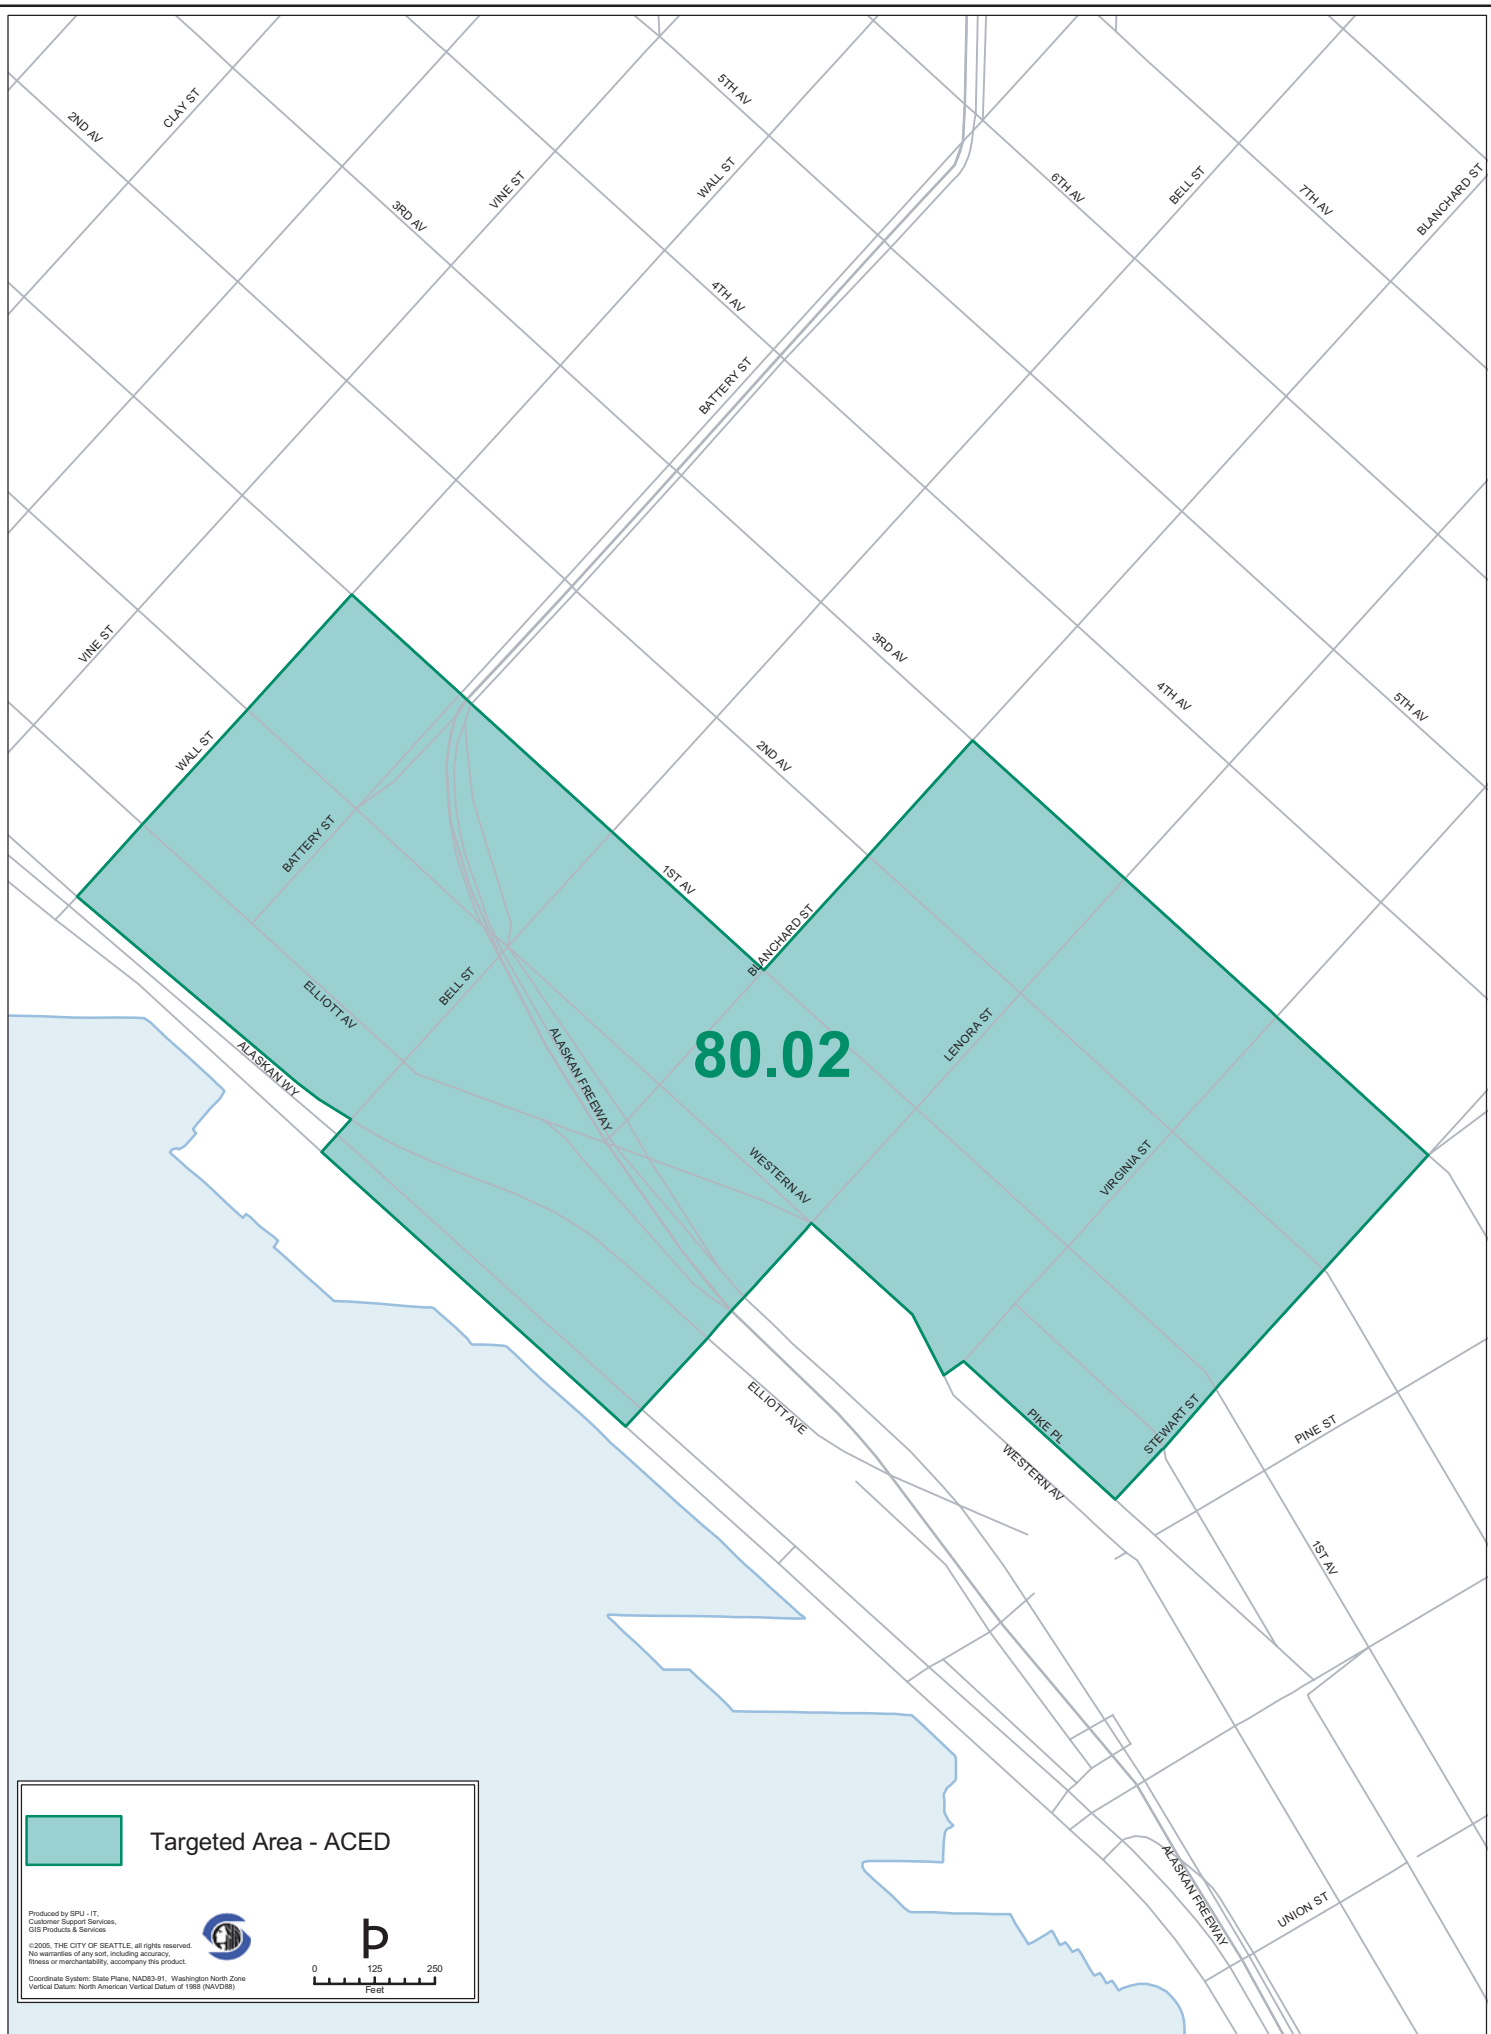 5TH AV
CLAY ST
2ND AV
WALL ST
VINE ST
6TH AV
BELL ST
7TH AV
BLANCHARD ST
3RD AV
4TH AV
BATTERY ST
VINE ST
3RD AV
4TH AV
5TH AV
WALL ST
2ND AV
BATTERY ST
1ST AV
BLANCHARD ST
BELL ST
ELLIOTT AV
LENORA ST
80.02
ALASKAN WY
ALASKAN FREEWAY
WESTERN AV
VIRGINIA ST
ELLIOTT AVE
PIKE PL
STEWART ST
PINE ST
WESTERN AV
1ST AV
ALASKAN FREEWAY
UNION ST
Targeted Area - ACED
Produced by SPU - IT,
Customer Support Services,
GIS Products & Services
©2005, THE CITY OF SEATTLE, all rights reserved.
No warranties of any sort, including accuracy,
fitness or merchantability, accompany this product.
Coordinate System: State Plane, NAD83-91, Washington North Zone
Vertical Datum: North American Vertical Datum of 1988 (NAVD88)
Þ
0 125 250
Feet